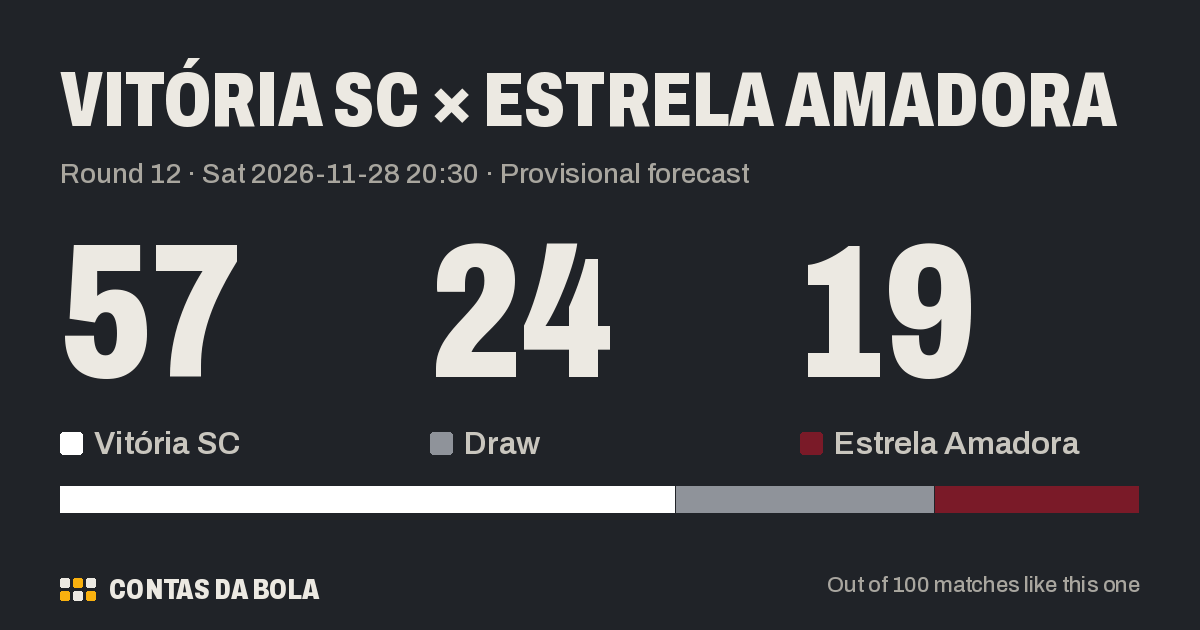 VITÓRIA SC × ESTRELA AMADORA
Round 12 · Sat 2026-11-28 20:30 · Provisional forecast
57 24 19
Vitória SC Draw Estrela Amadora
CONTAS DA BOLA Out of 100 matches like this one